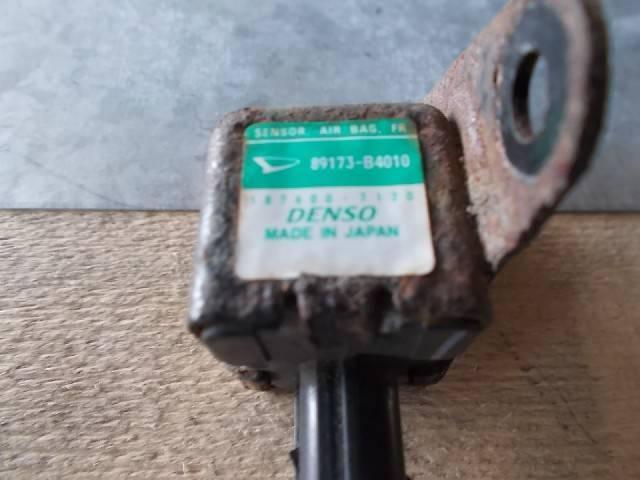 SENSOR, AIR BAG, FR
89173-B4010
DENSO
MADE IN JAPAN